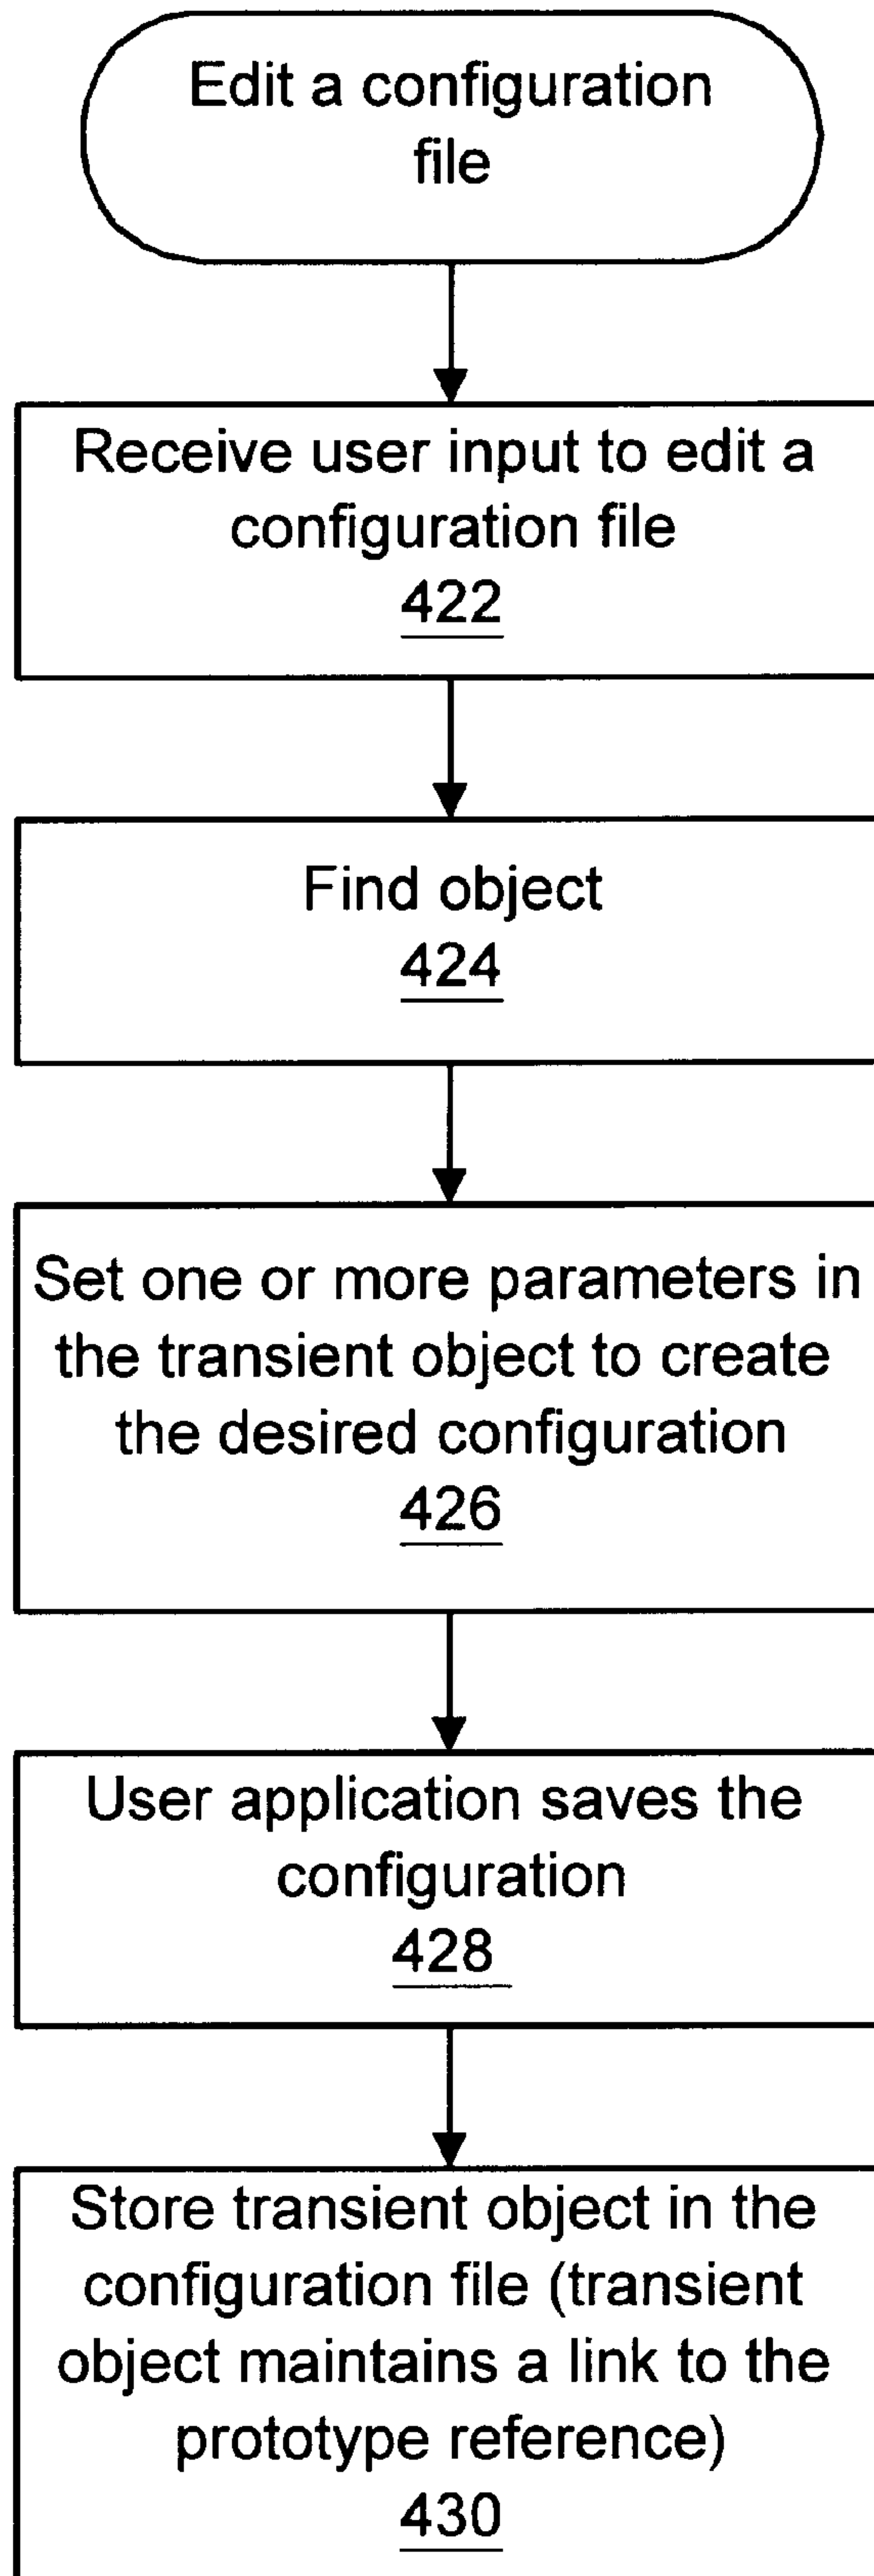 Edit a configuration
file
Receive user input to edit a
configuration file
422
Find object
424
Set one or more parameters in
the transient object to create
the desired configuration
426
User application saves the
configuration
428
Store transient object in the
configuration file (transient
object maintains a link to the
prototype reference)
430